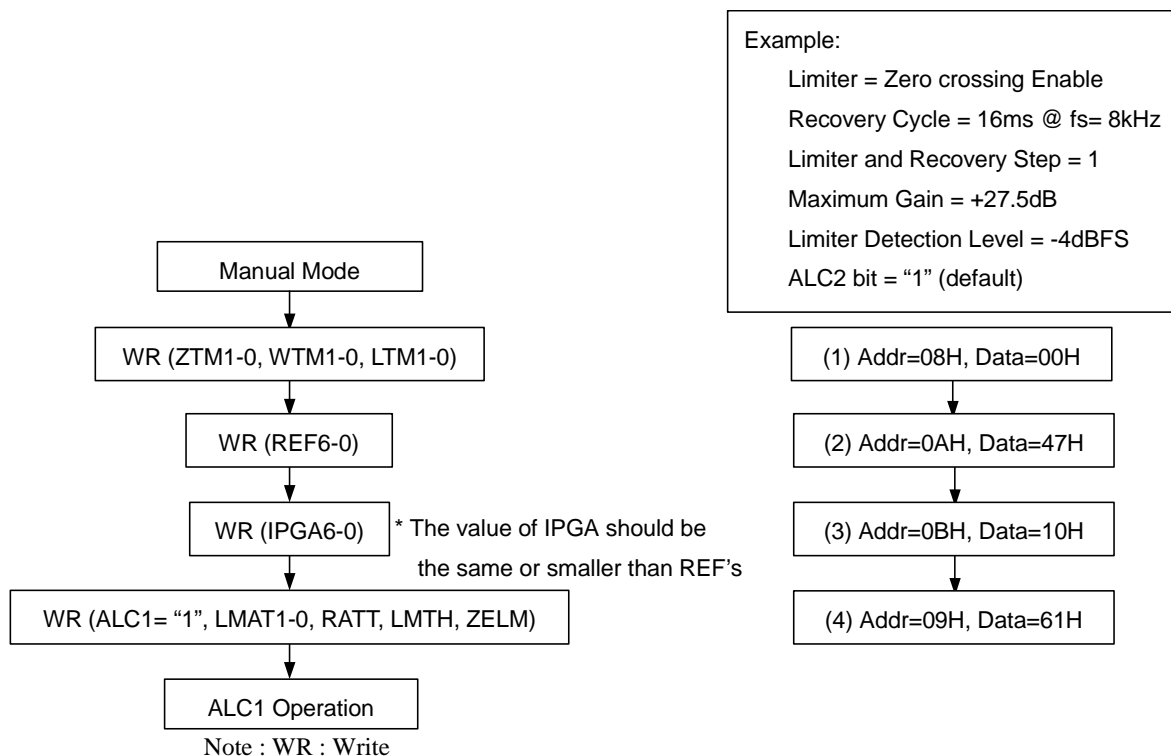 Example:
Limiter = Zero crossing Enable
Recovery Cycle = 16ms @ fs= 8kHz
Limiter and Recovery Step = 1
Maximum Gain = +27.5dB
Limiter Detection Level = -4dBFS
ALC2 bit = “1” (default)
Manual Mode
WR (ZTM1-0, WTM1-0, LTM1-0)
WR (REF6-0)
WR (IPGA6-0)
* The value of IPGA should be
the same or smaller than REF’s
WR (ALC1= “1”, LMAT1-0, RATT, LMTH, ZELM)
ALC1 Operation
Note : WR : Write
(1) Addr=08H, Data=00H
(2) Addr=0AH, Data=47H
(3) Addr=0BH, Data=10H
(4) Addr=09H, Data=61H